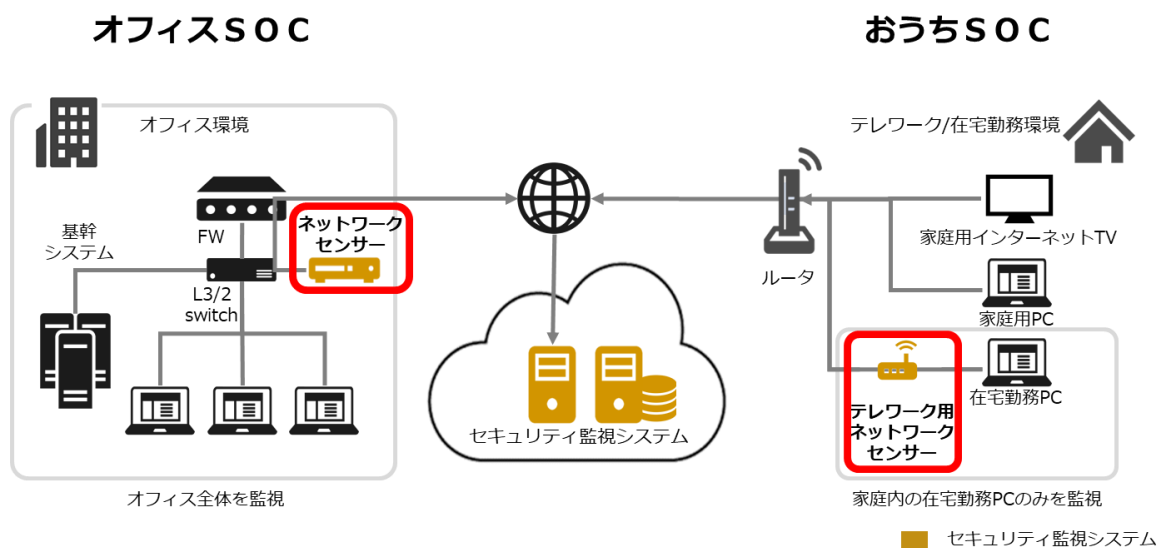 オフィスＳＯＣ
おうちＳＯＣ
オフィス環境
テレワーク/在宅勤務環境
FW
ネットワーク
センサー
基幹
システム
L3/2
switch
ルータ
家庭用インターネットTV
家庭用PC
在宅勤務PC
テレワーク用
ネットワーク
センサー
セキュリティ監視システム
オフィス全体を監視
家庭内の在宅勤務PCのみを監視
セキュリティ監視システム